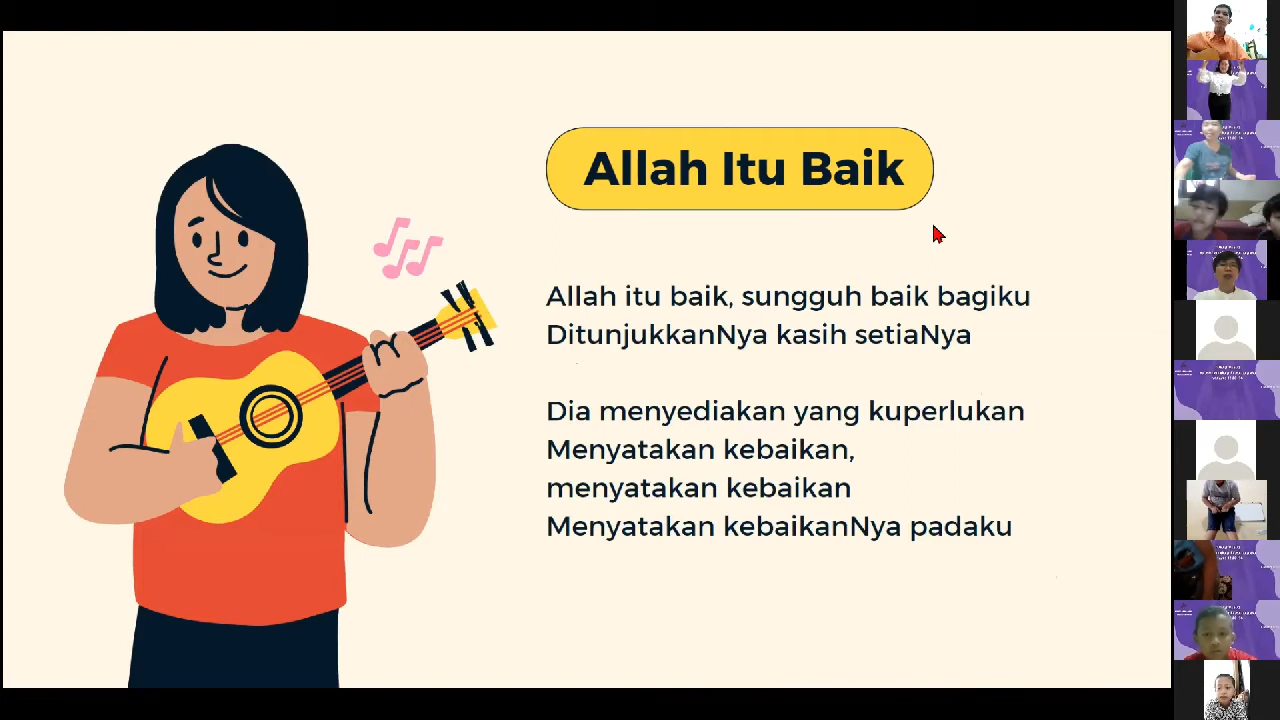 Allah Itu Baik
Allah itu baik, sungguh baik bagiku
DitunjukkanNya kasih setiaNya
Dia menyediakan yang kuperlukan
Menyatakan kebaikan,
menyatakan kebaikan
Menyatakan kebaikanNya padaku